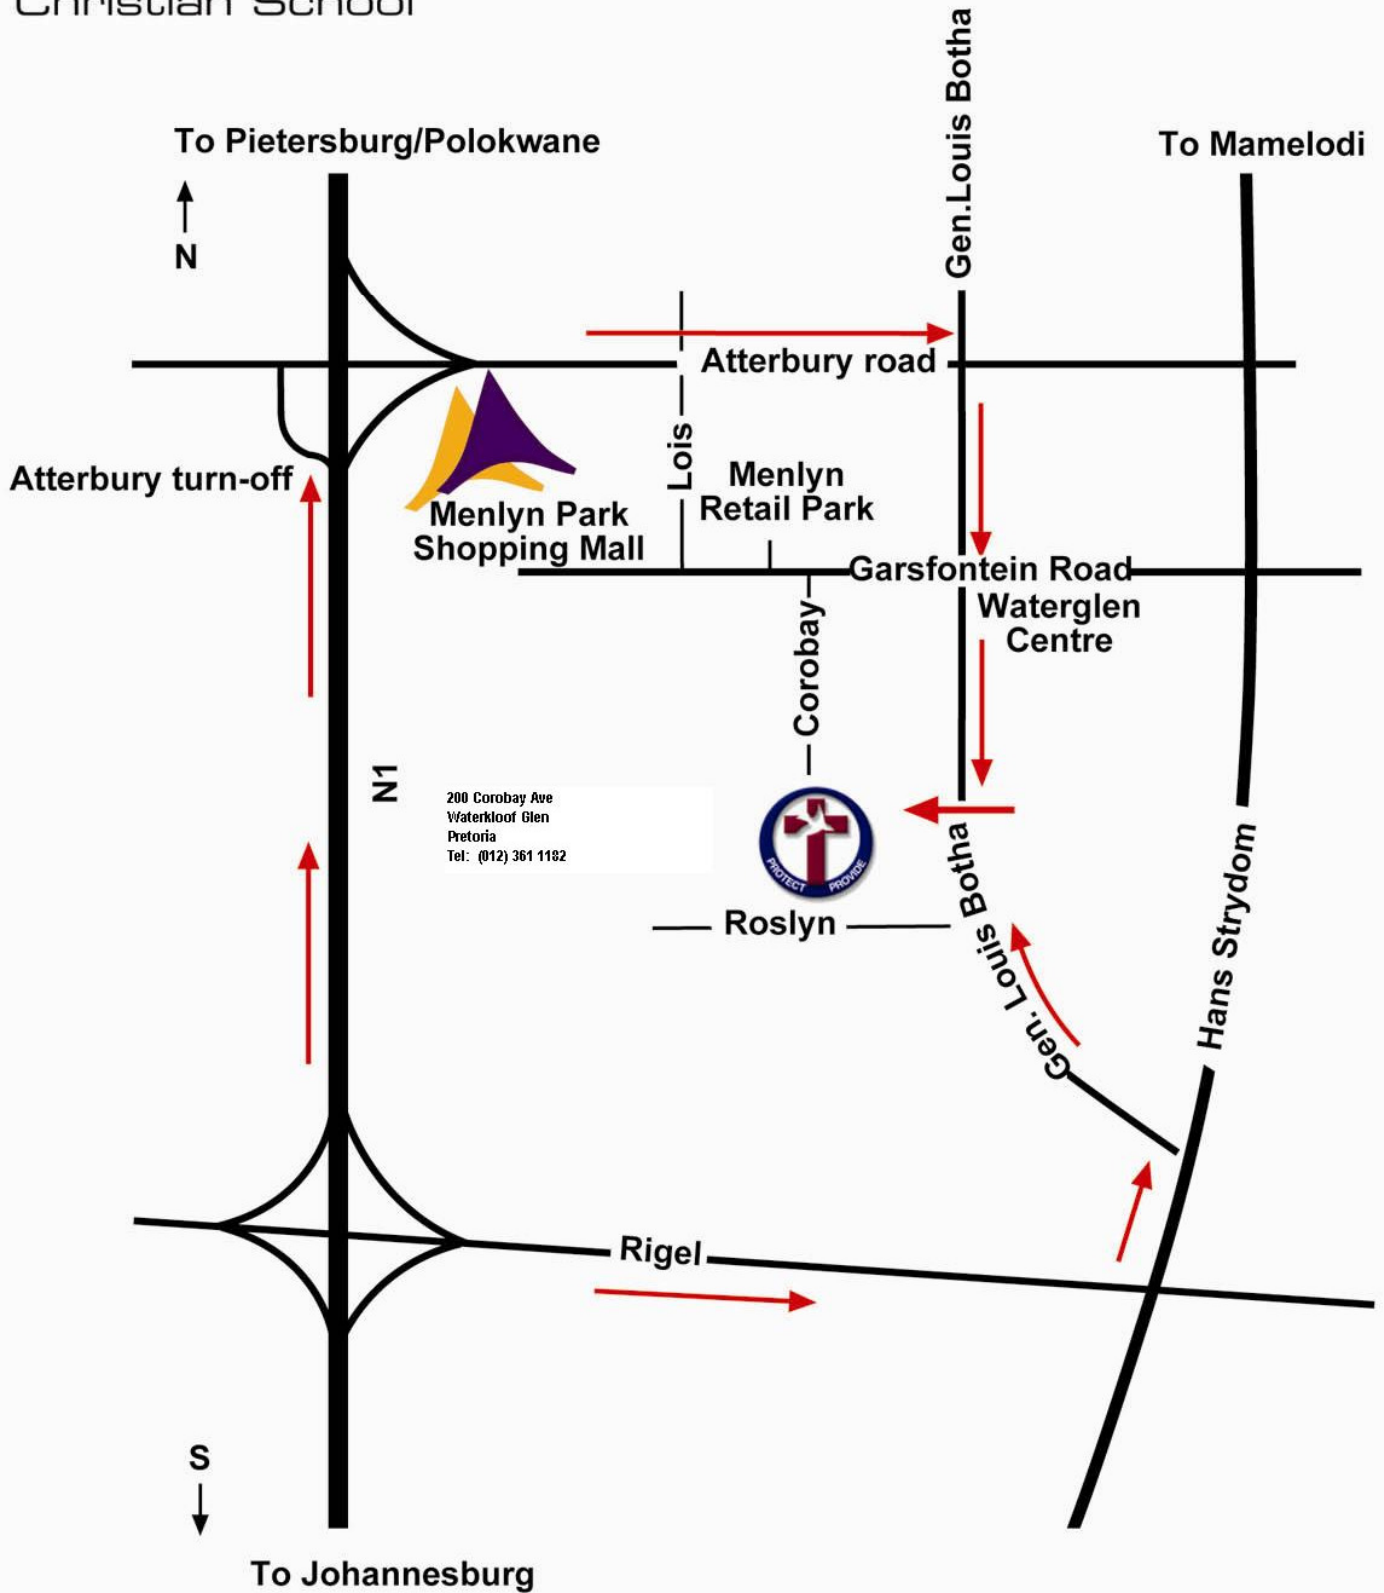 Christian School
Gen.Louis Botha
To Pietersburg/Polokwane
To Mamelodi
N
Atterbury road
Lois
Atterbury turn-off
Menlyn
Retail Park
Menlyn Park
Shopping Mall
Garsfontein Road
Waterglen
Centre
Corobay
N1
200 Corobay Ave
Waterkloof Glen
Pretoria
Tel: (012) 361 1182
PROTECT PROVIDE
Gen. Louis Botha
Hans Strydom
Roslyn
Rigel
S
To Johannesburg